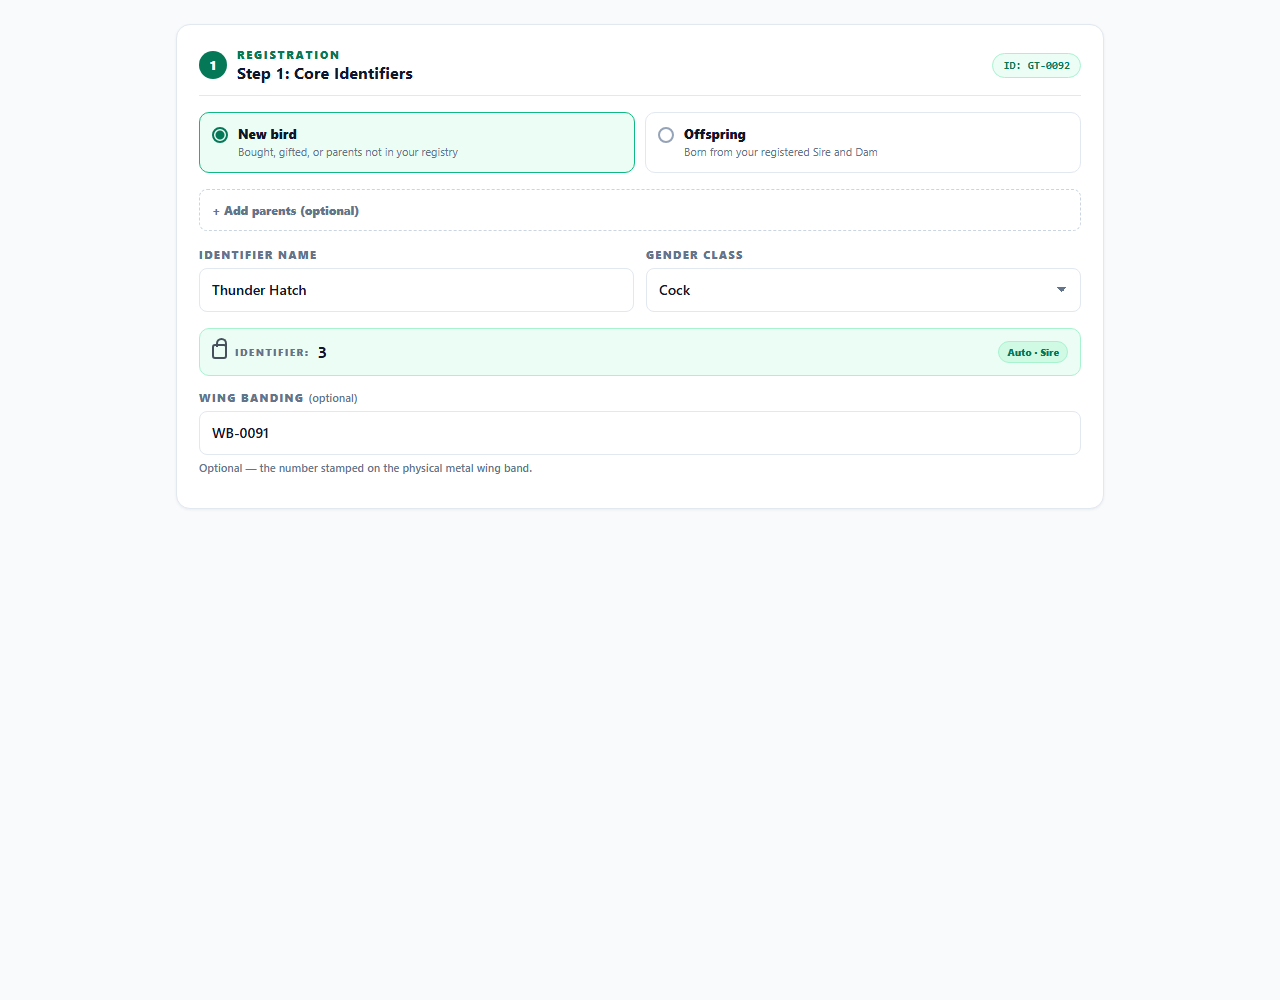 1
REGISTRATION
Step 1: Core Identifiers
ID: GT-0092
New bird
Bought, gifted, or parents not in your registry
Offspring
Born from your registered Sire and Dam
+ Add parents (optional)
IDENTIFIER NAME
Thunder Hatch
GENDER CLASS
Cock
IDENTIFIER: 3
Auto · Sire
WING BANDING (optional)
WB-0091
Optional — the number stamped on the physical metal wing band.